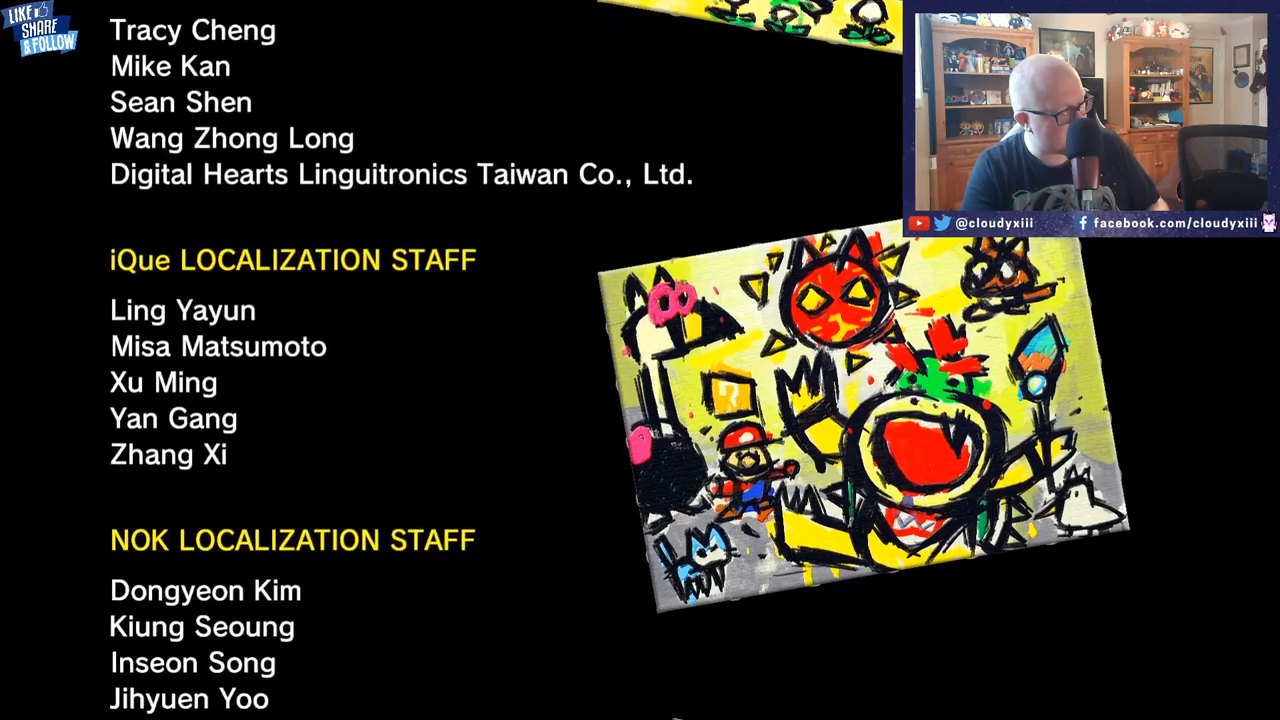 LIKE
SHARE
& FOLLOW
Tracy Cheng
Mike Kan
Sean Shen
Wang Zhong Long
Digital Hearts Linguitronics Taiwan Co., Ltd.
@cloudyxiii
facebook.com/cloudyxiii
iQue LOCALIZATION STAFF
Ling Yayun
Misa Matsumoto
Xu Ming
Yan Gang
Zhang Xi
?
NOK LOCALIZATION STAFF
Dongyeon Kim
Kiung Seoung
Inseon Song
Jihyuen Yoo